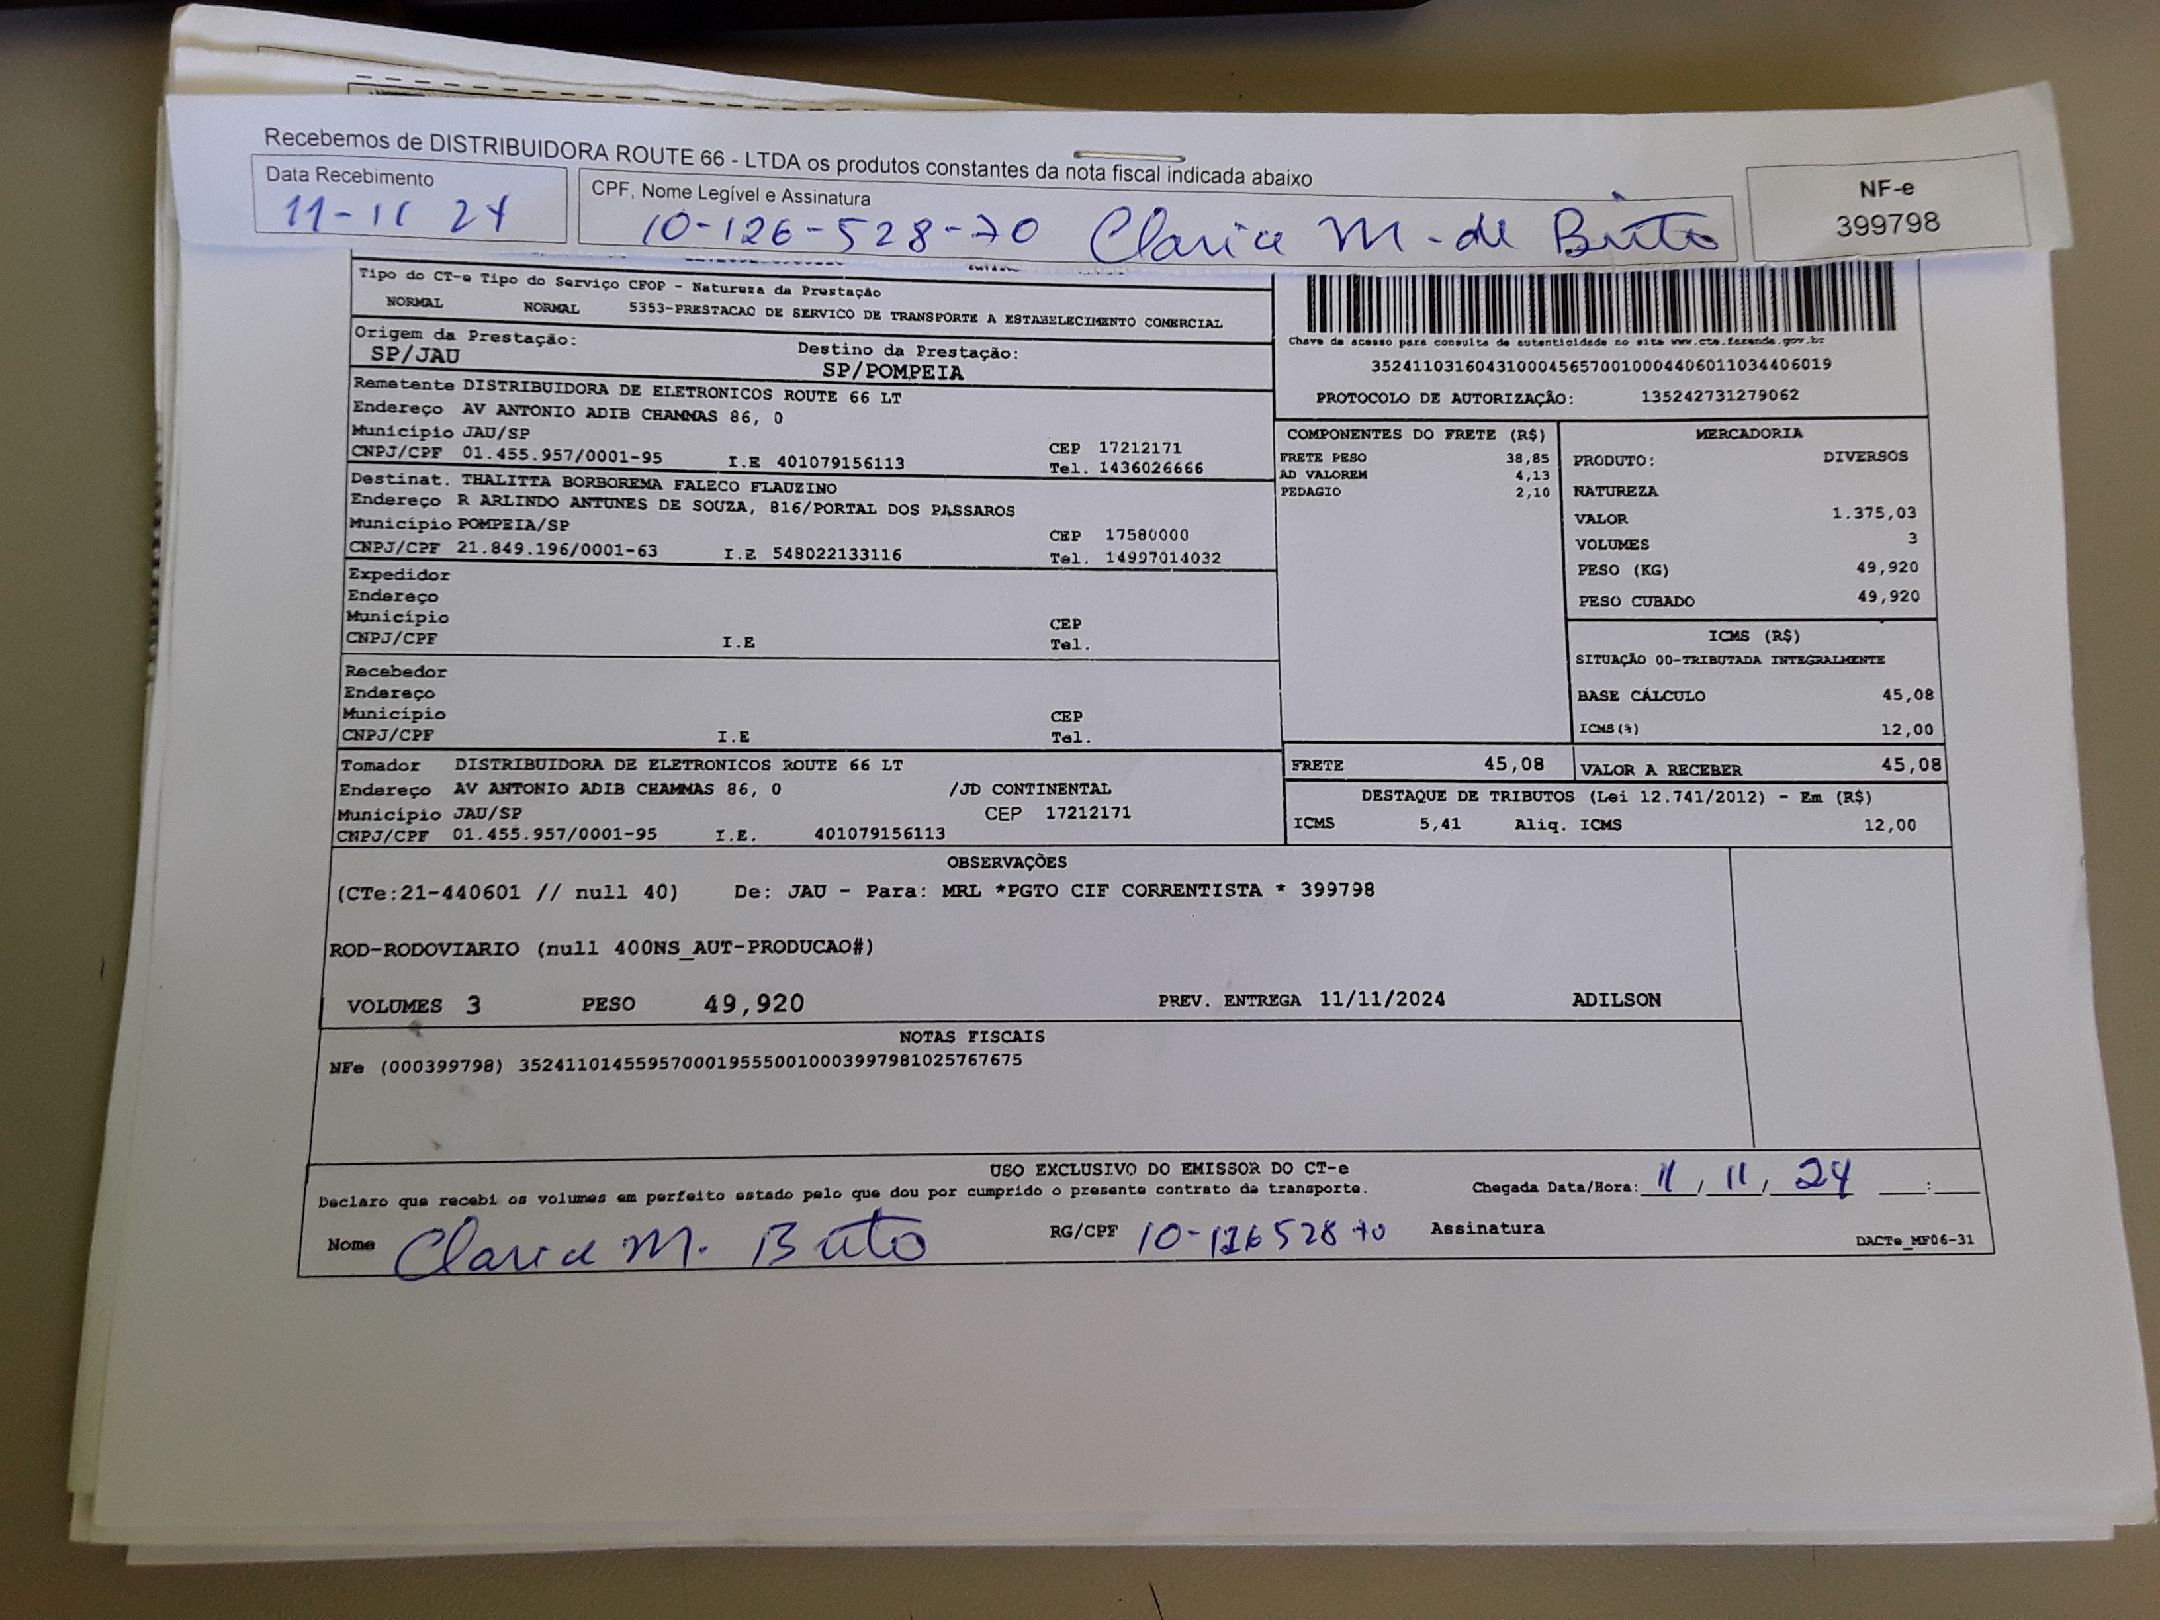 Recebemos de DISTRIBUIDORA ROUTE 66 - LTDA os produtos constantes da nota fiscal indicada abaixo
Data Recebimento
11-11 24
CPF, Nome Legível e Assinatura
10-126-528-70 Clarice M. de Brito
NF-e
399798
Tipo do CT-e Tipo do Serviço CFOP - Natureza da Prestação
NORMAL NORMAL 5353-PRESTACAO DE SERVICO DE TRANSPORTE A ESTABELECIMENTO COMERCIAL
Origem da Prestação: Destino da Prestação:
SP/JAU SP/POMPEIA
Remetente DISTRIBUIDORA DE ELETRONICOS ROUTE 66 LT
Endereço AV ANTONIO ADIB CHAMMAS 86, 0
Município JAU/SP CEP 17212171
CNPJ/CPF 01.455.957/0001-95 I.E 401079156113 Tel. 1436026666
Destinat. THALITTA BORBOREMA FALECO FLAUZINO
Endereço R ARLINDO ANTUNES DE SOUZA, 816/PORTAL DOS PASSAROS
Município POMPEIA/SP CEP 17580000
CNPJ/CPF 21.849.196/0001-63 I.E 548022133116 Tel. 14997014032
Expedidor
Endereço
Município CEP
CNPJ/CPF I.E Tel.
Recebedor
Endereço
Município CEP
CNPJ/CPF I.E Tel.
Tomador DISTRIBUIDORA DE ELETRONICOS ROUTE 66 LT
Endereço AV ANTONIO ADIB CHAMMAS 86, 0 /JD CONTINENTAL
Município JAU/SP CEP 17212171
CNPJ/CPF 01.455.957/0001-95 I.E. 401079156113
Chave de acesso para consulta de autenticidade no site www.cte.fazenda.gov.br
35241103160431000456570010004406011034406019
PROTOCOLO DE AUTORIZAÇÃO: 135242731279062
COMPONENTES DO FRETE (R$)
FRETE PESO 38,85
AD VALOREM 4,13
PEDAGIO 2,10
MERCADORIA
PRODUTO: DIVERSOS
NATUREZA
VALOR 1.375,03
VOLUMES 3
PESO (KG) 49,920
PESO CUBADO 49,920
ICMS (R$)
SITUAÇÃO 00-TRIBUTADA INTEGRALMENTE
BASE CÁLCULO 45,08
ICMS(%) 12,00
FRETE 45,08 VALOR A RECEBER 45,08
DESTAQUE DE TRIBUTOS (Lei 12.741/2012) - Em (R$)
ICMS 5,41 Aliq. ICMS 12,00
OBSERVAÇÕES
(CTe:21-440601 // null 40) De: JAU - Para: MRL *PGTO CIF CORRENTISTA * 399798
ROD-RODOVIARIO (null 400NS_AUT-PRODUCAO#)
VOLUMES 3 PESO 49,920 PREV. ENTREGA 11/11/2024 ADILSON
NOTAS FISCAIS
NFe (000399798) 35241101455957000195550010003997981025767675
USO EXCLUSIVO DO EMISSOR DO CT-e
Declaro que recebi os volumes em perfeito estado pelo que dou por cumprido o presente contrato de transporte. Chegada Data/Hora: 11 / 11 / 24 :
Nome Clarice M. Brito RG/CPF 10-126528 70 Assinatura
DACTe_MF06-31